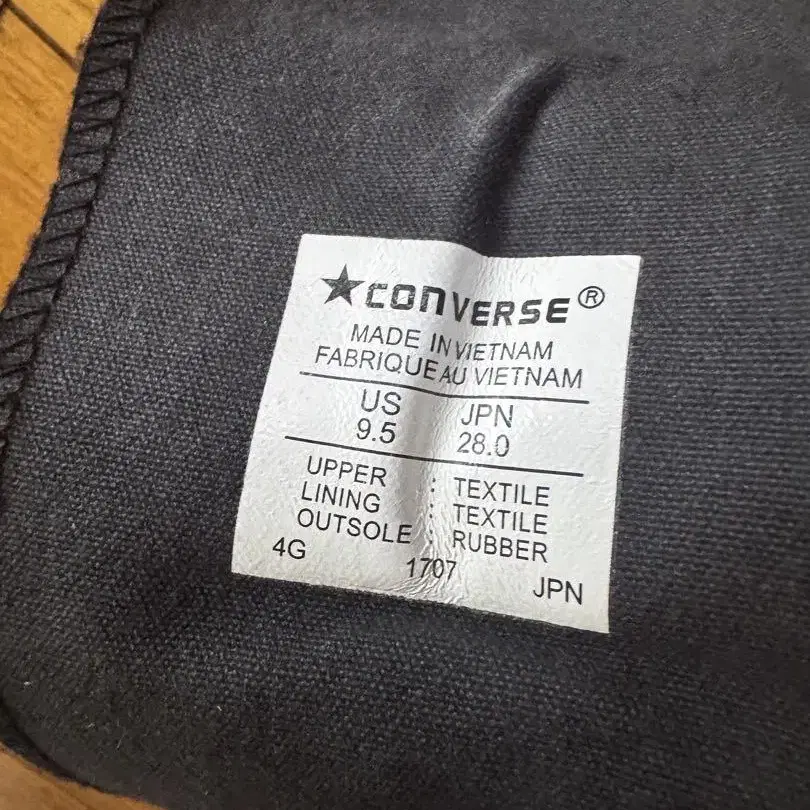 ★CONVERSE®
MADE IN VIETNAM
FABRIQUE AU VIETNAM
US JPN
9.5 28.0
UPPER : TEXTILE
LINING : TEXTILE
OUTSOLE : RUBBER
4G 1707 JPN